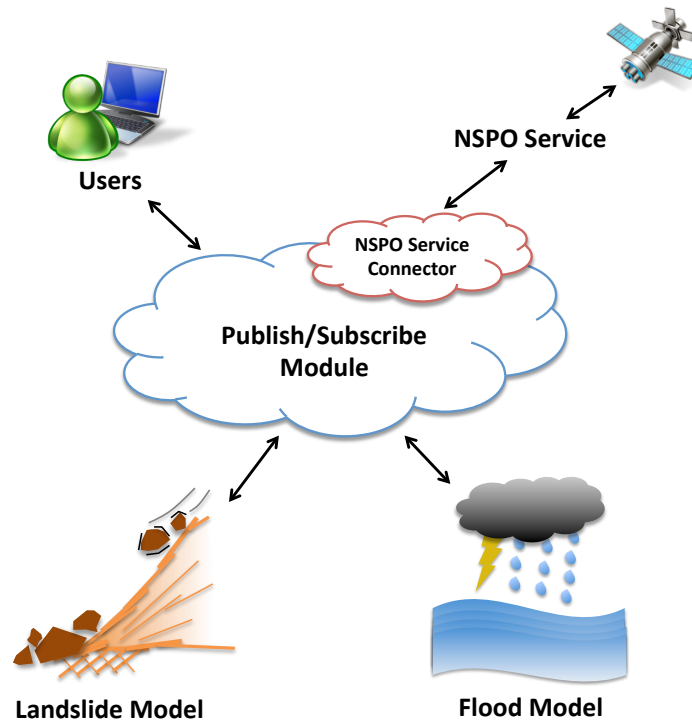 NSPO Service
Users
NSPO Service
Connector
Publish/Subscribe
Module
Landslide Model
Flood Model